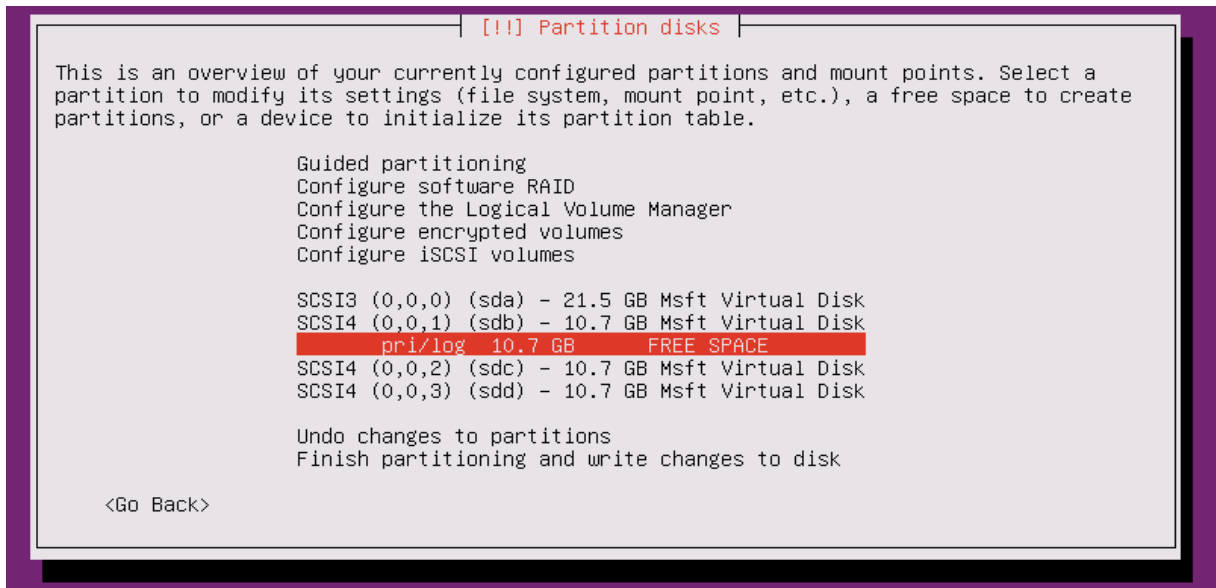 [!!] Partition disks
This is an overview of your currently configured partitions and mount points. Select a
partition to modify its settings (file system, mount point, etc.), a free space to create
partitions, or a device to initialize its partition table.
Guided partitioning
Configure software RAID
Configure the Logical Volume Manager
Configure encrypted volumes
Configure iSCSI volumes
SCSI3 (0,0,0) (sda) - 21.5 GB Msft Virtual Disk
SCSI4 (0,0,1) (sdb) - 10.7 GB Msft Virtual Disk
pri/log 10.7 GB FREE SPACE
SCSI4 (0,0,2) (sdc) - 10.7 GB Msft Virtual Disk
SCSI4 (0,0,3) (sdd) - 10.7 GB Msft Virtual Disk
Undo changes to partitions
Finish partitioning and write changes to disk
<Go Back>